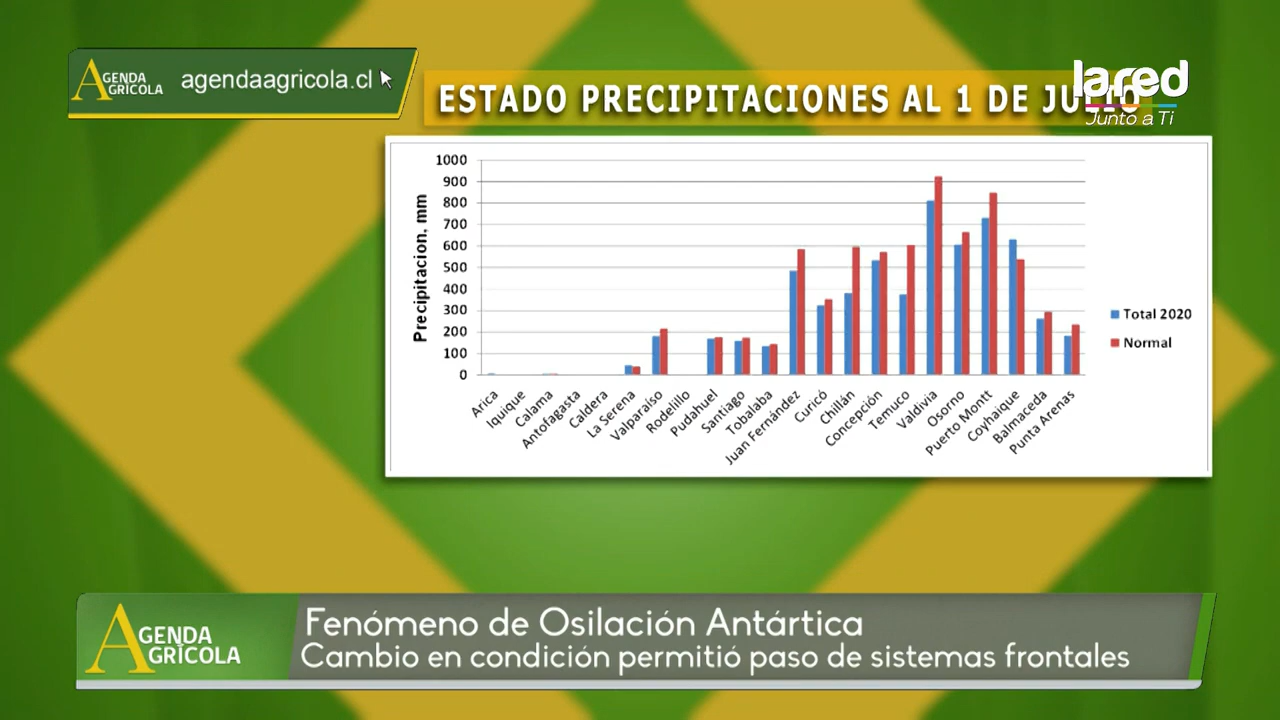 AGENDA
AGRÍCOLA
agendaagricola.cl
ESTADO PRECIPITACIONES AL 1 DE
lared
Junto a Ti
1000
900
800
700
600
500
400
300
200
100
0
Precipitacion, mm
Arica
Iquique
Calama
Antofagasta
Caldera
La Serena
Valparaíso
Rodelillo
Pudahuel
Santiago
Tobalaba
Juan Fernández
Curicó
Chillán
Concepción
Temuco
Valdivia
Osorno
Puerto Montt
Coyhaique
Balmaceda
Punta Arenas
Total 2020
Normal
AGENDA
AGRÍCOLA
Fenómeno de Osilación Antártica
Cambio en condición permitió paso de sistemas frontales